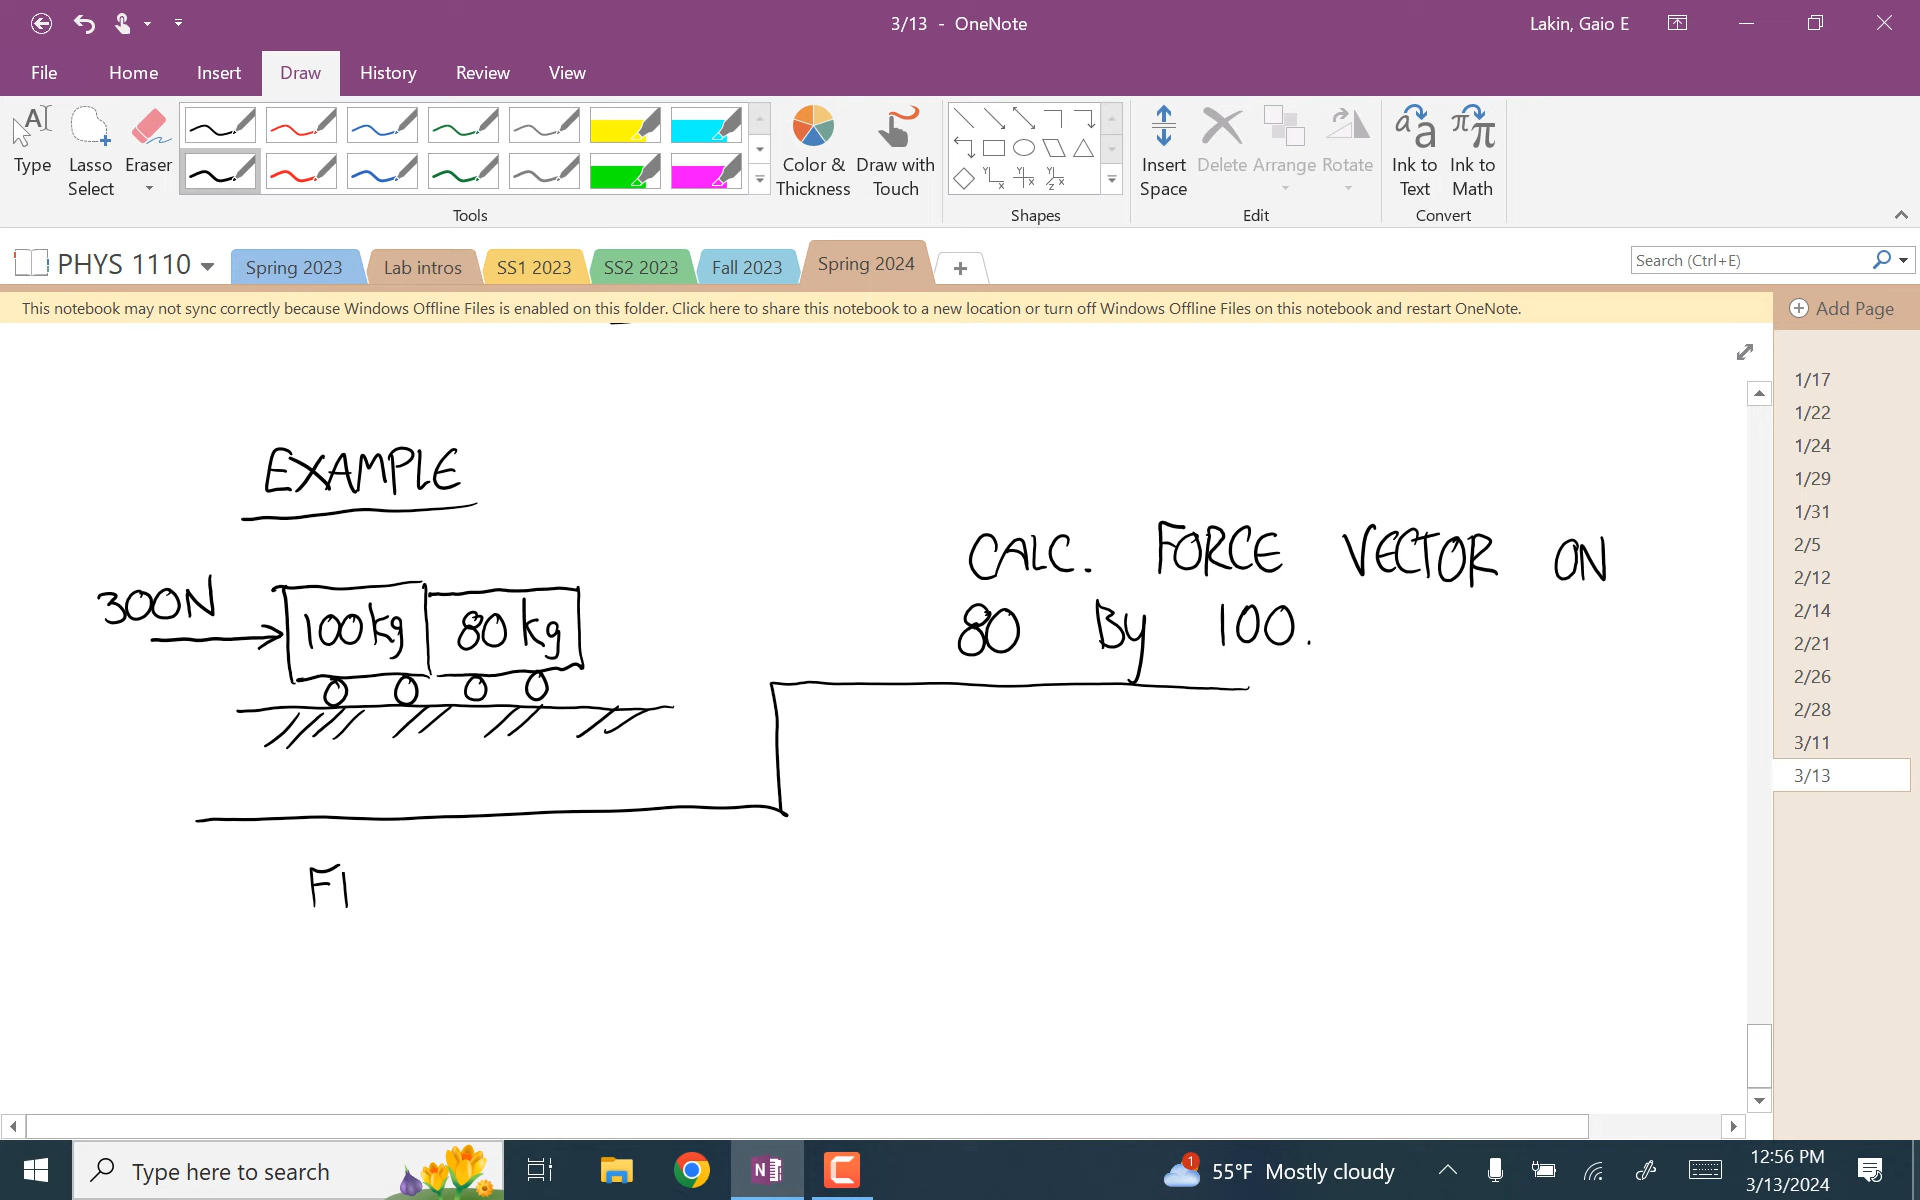 3/13 - OneNote
Lakin, Gaio E
File Home Insert Draw History Review View
Type
Lasso Select
Eraser
Color & Thickness
Draw with Touch
Insert Space
Delete
Arrange
Rotate
Ink to Text
Ink to Math
Tools Shapes Edit Convert
PHYS 1110
Spring 2023 Lab intros SS1 2023 SS2 2023 Fall 2023 Spring 2024
Search (Ctrl+E)
This notebook may not sync correctly because Windows Offline Files is enabled on this folder. Click here to share this notebook to a new location or turn off Windows Offline Files on this notebook and restart OneNote.
Add Page
1/17
1/22
1/24
1/29
1/31
2/5
2/12
2/14
2/21
2/26
2/28
3/11
3/13
EXAMPLE
300N
100kg 80kg
CALC. FORCE VECTOR ON
80 By 100.
FI
Type here to search
1
55°F Mostly cloudy
12:56 PM
3/13/2024